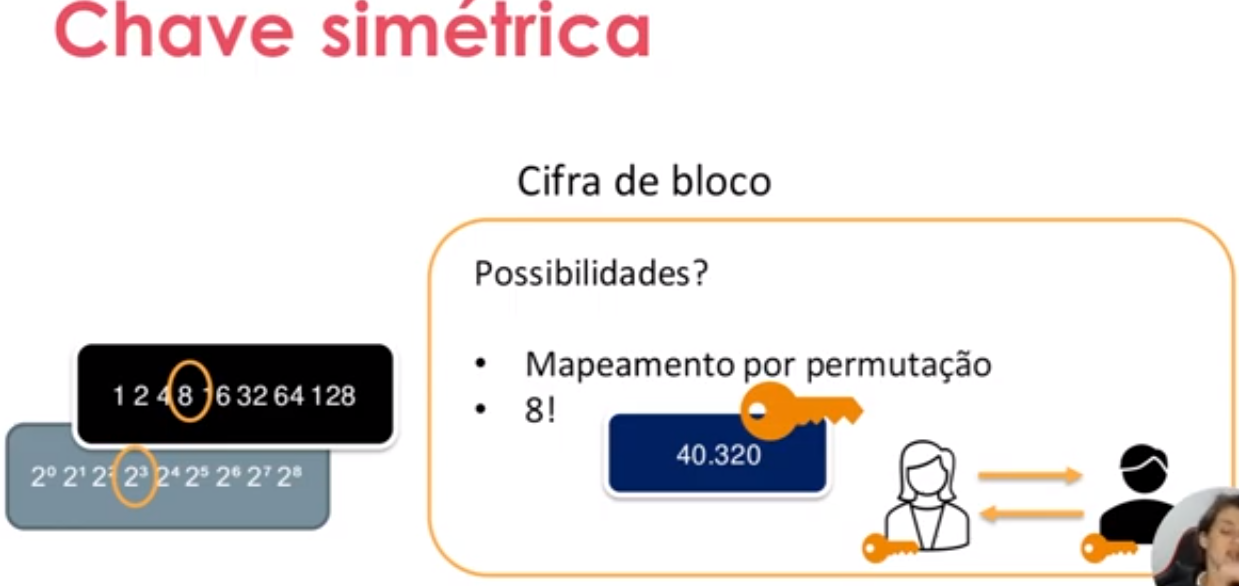 Chave simétrica
Cifra de bloco
Possibilidades?
• Mapeamento por permutação
• 8!
40.320
1 2 4 8 16 32 64 128
2⁰ 2¹ 2² 2³ 2⁴ 2⁵ 2⁶ 2⁷ 2⁸